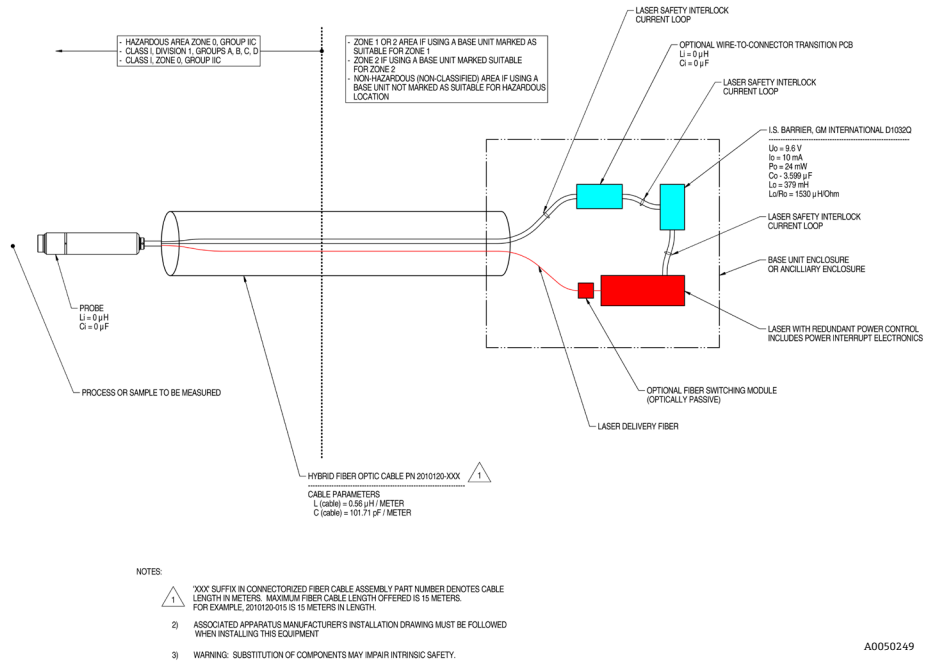 LASER SAFETY INTERLOCK
CURRENT LOOP
- HAZARDOUS AREA ZONE 0, GROUP IIC
- CLASS I, DIVISION 1, GROUPS A, B, C, D
- CLASS I, ZONE 0, GROUP IIC
- ZONE 1 OR 2 AREA IF USING A BASE UNIT MARKED AS
SUITABLE FOR ZONE 1
- ZONE 2 IF USING A BASE UNIT MARKED SUITABLE
FOR ZONE 2
- NON-HAZARDOUS (NON-CLASSIFIED) AREA IF USING A
BASE UNIT NOT MARKED AS SUITABLE FOR HAZARDOUS
LOCATION
OPTIONAL WIRE-TO-CONNECTOR TRANSITION PCB
Li = 0 µH
Ci = 0 µF
LASER SAFETY INTERLOCK
CURRENT LOOP
I.S. BARRIER, GM INTERNATIONAL D1032Q
Uo = 9.6 V
Io = 10 mA
Po = 24 mW
Co - 3.599 µF
Lo = 379 mH
Lo/Ro = 1530 µH/Ohm
LASER SAFETY INTERLOCK
CURRENT LOOP
BASE UNIT ENCLOSURE
OR ANCILLIARY ENCLOSURE
PROBE
Li = 0 µH
Ci = 0 µF
LASER WITH REDUNDANT POWER CONTROL
INCLUDES POWER INTERRUPT ELECTRONICS
PROCESS OR SAMPLE TO BE MEASURED
OPTIONAL FIBER SWITCHING MODULE
(OPTICALLY PASSIVE)
LASER DELIVERY FIBER
HYBRID FIBER OPTIC CABLE PN 2010120-XXX 1
CABLE PARAMETERS
L (cable) = 0.56 µH / METER
C (cable) = 101.71 pF / METER
NOTES:
1 'XXX' SUFFIX IN CONNECTORIZED FIBER CABLE ASSEMBLY PART NUMBER DENOTES CABLE
LENGTH IN METERS. MAXIMUM FIBER CABLE LENGTH OFFERED IS 15 METERS.
FOR EXAMPLE, 2010120-015 IS 15 METERS IN LENGTH.
2) ASSOCIATED APPARATUS MANUFACTURER'S INSTALLATION DRAWING MUST BE FOLLOWED
WHEN INSTALLING THIS EQUIPMENT
3) WARNING: SUBSTITUTION OF COMPONENTS MAY IMPAIR INTRINSIC SAFETY.
A0050249